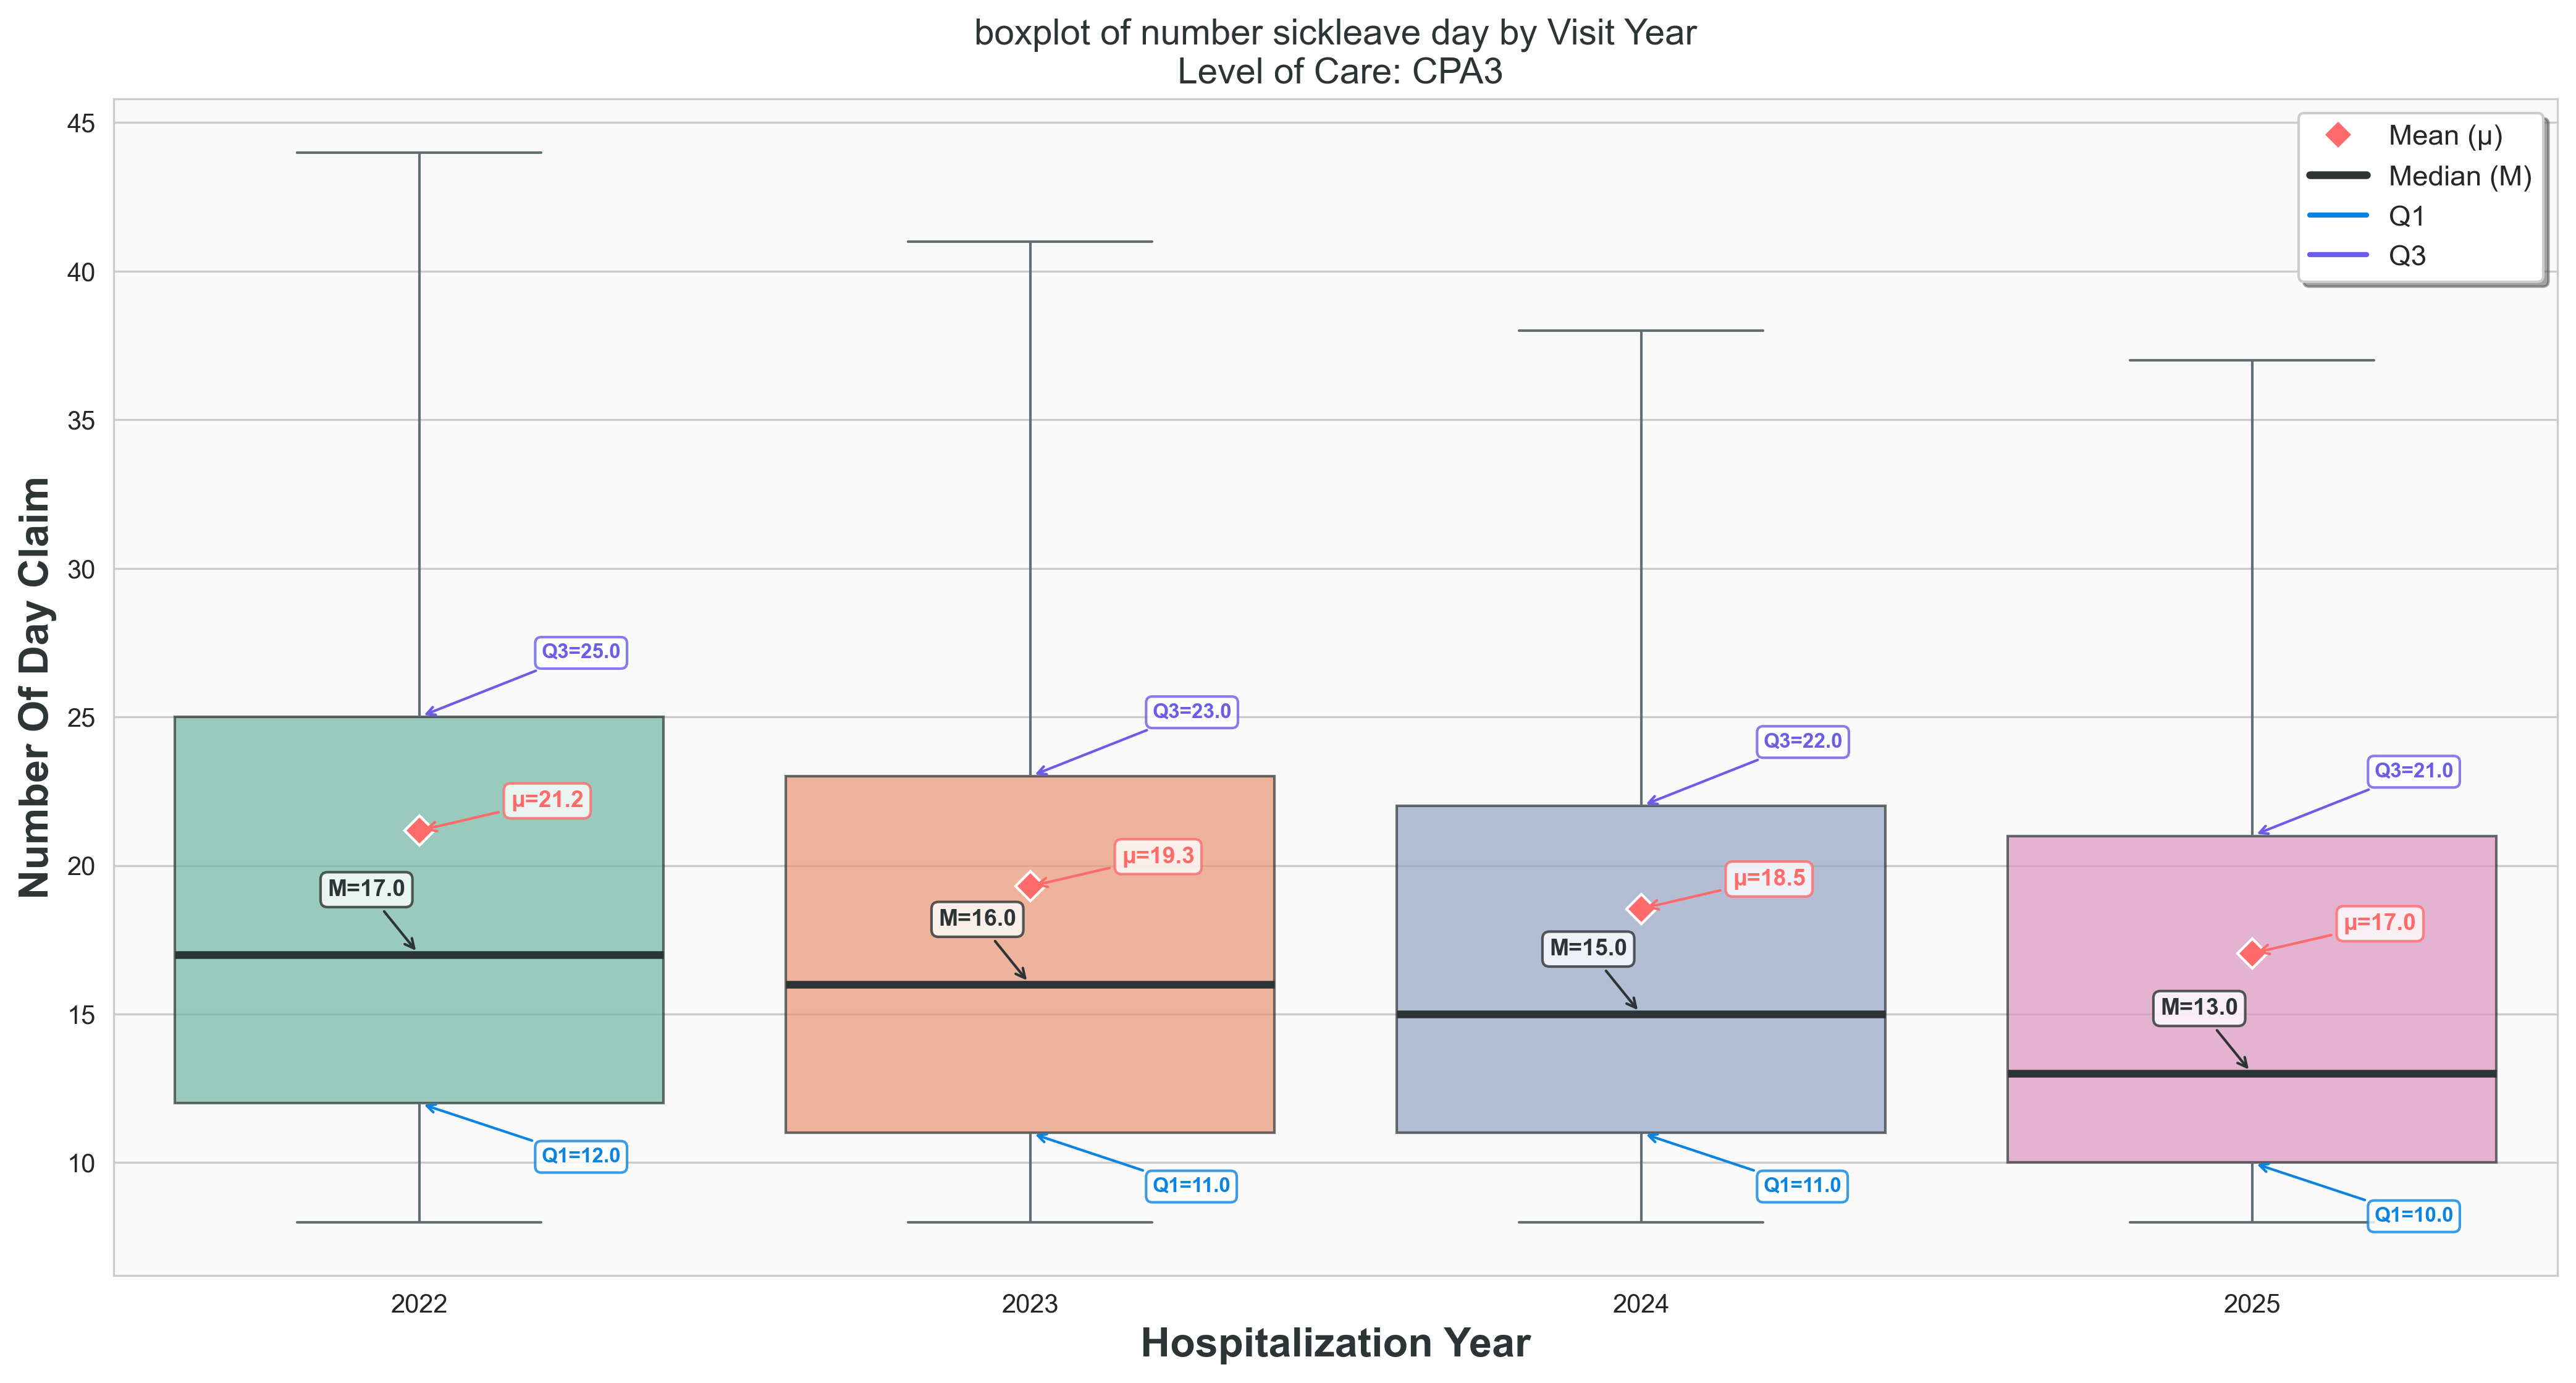 boxplot of number sickleave day by Visit Year
Level of Care: CPA3
Number Of Day Claim
45
40
35
30
25
20
15
10
Mean (μ)
Median (M)
Q1
Q3
Q3=25.0
μ=21.2
M=17.0
Q1=12.0
Q3=23.0
μ=19.3
M=16.0
Q1=11.0
Q3=22.0
μ=18.5
M=15.0
Q1=11.0
Q3=21.0
μ=17.0
M=13.0
Q1=10.0
2022
2023
2024
2025
Hospitalization Year